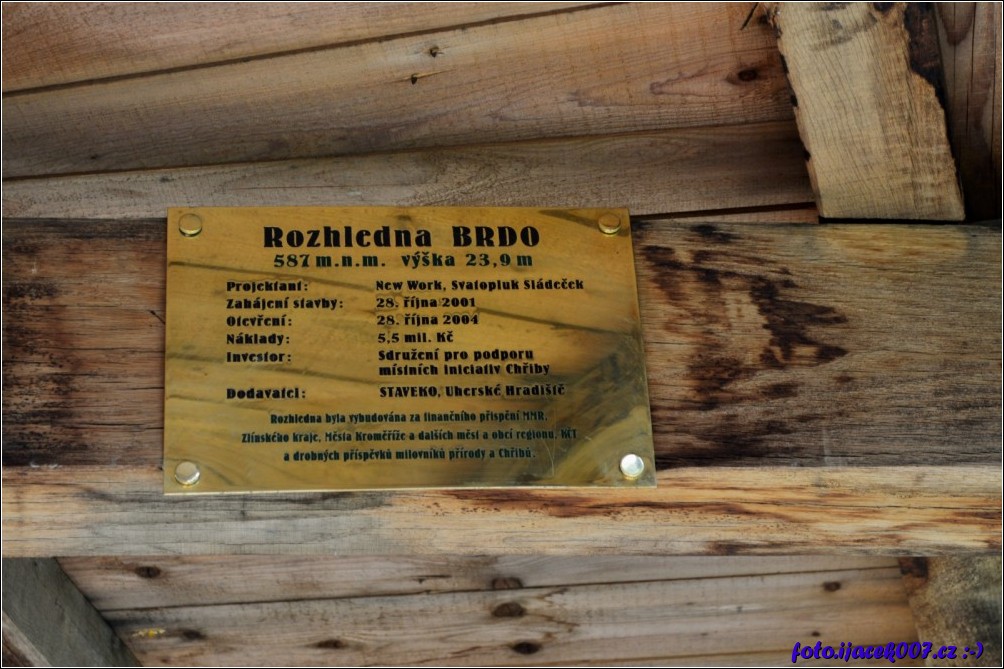 Rozhledna BRDO
587 m.n.m. výška 23,9 m
Projektant: New Work, Svatopluk Sládeček
Zahájení stavby: 28. října 2001
Otevření: 28. října 2004
Náklady: 5,5 mil. Kč
Investor: Sdružení pro podporu
místních iniciativ Chřiby
Dodavatel: STAVEKO, Uherské Hradiště
Rozhledna byla vybudována za finančního přispění MMR,
Zlínského kraje, Města Kroměříže a dalších měst a obcí regionu, KČT
a drobných příspěvků milovníků přírody a Chřibů.
foto.ijacek007.cz :-)